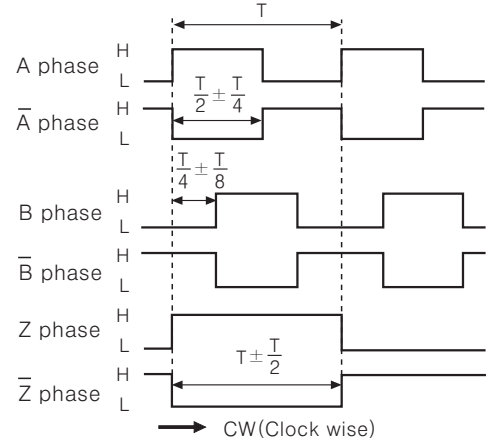 T
H
A phase
L
H
A̅ phase
L
T/2 ± T/4
T/4 ± T/8
H
B phase
L
H
B̅ phase
L
H
Z phase
L
H
Z̅ phase
L
T ± T/2
CW(Clock wise)